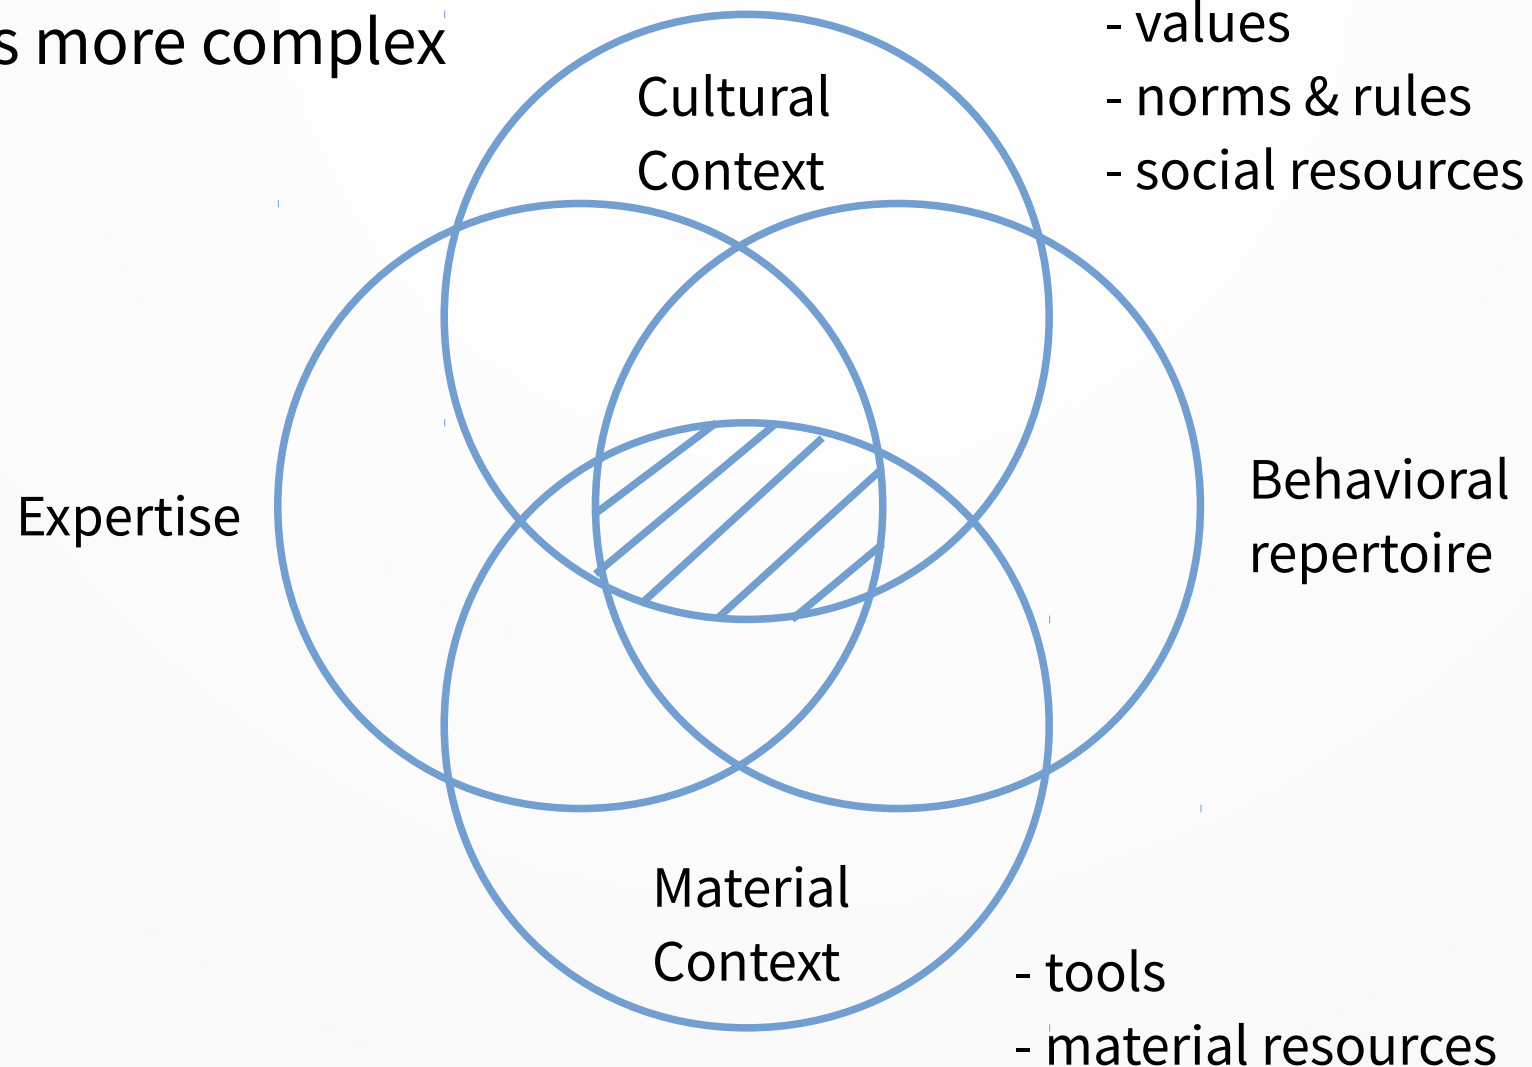 s more complex
- values
- norms & rules
- social resources
Cultural
Context
Expertise
Behavioral
repertoire
Material
Context
- tools
- material resources